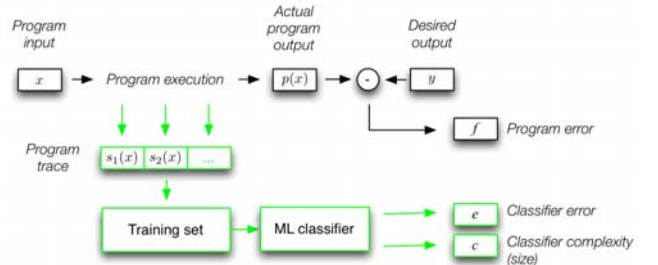 Program
input
Actual
program
output
Desired
output
x
Program execution
p(x)
-
y
f
Program error
Program
trace
s₁(x)
s₂(x)
...
Training set
ML classifier
e
Classifier error
c
Classifier complexity
(size)